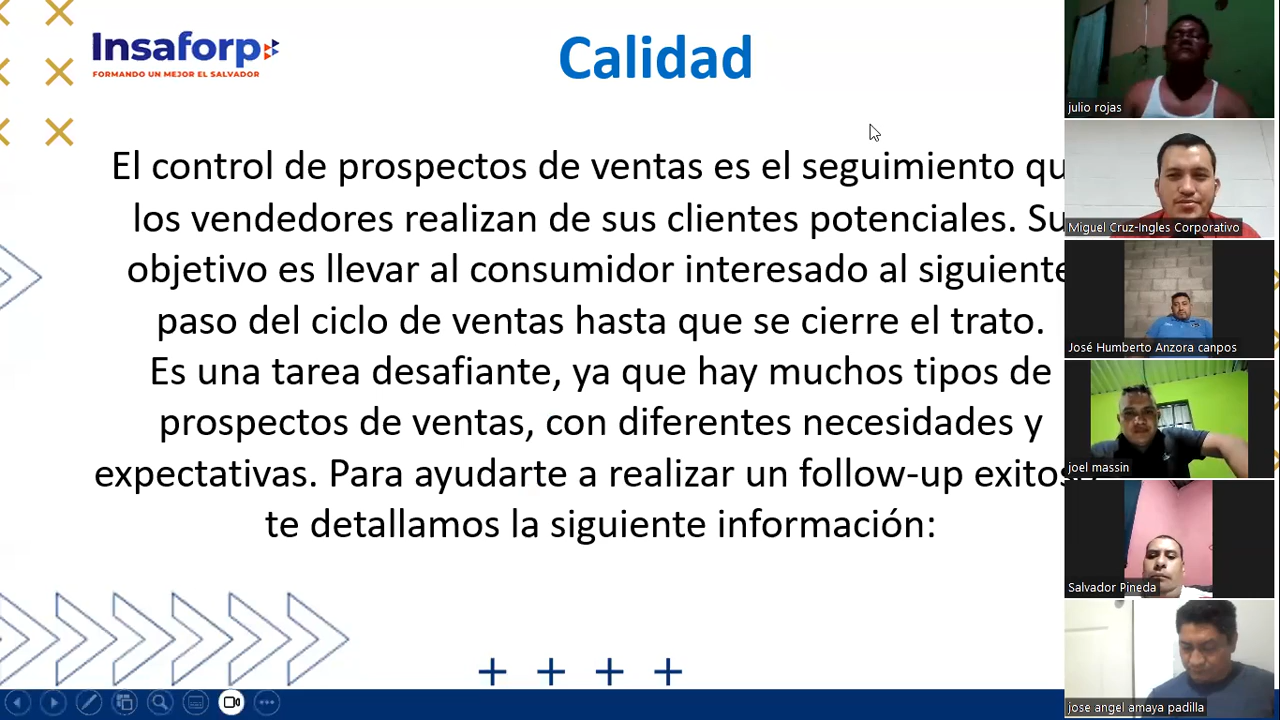 Insaforp
FORMANDO UN MEJOR EL SALVADOR
Calidad
El control de prospectos de ventas es el seguimiento qu
los vendedores realizan de sus clientes potenciales. Su
objetivo es llevar al consumidor interesado al siguiente
paso del ciclo de ventas hasta que se cierre el trato.
Es una tarea desafiante, ya que hay muchos tipos de
prospectos de ventas, con diferentes necesidades y
expectativas. Para ayudarte a realizar un follow-up exitoso
te detallamos la siguiente información:
julio rojas
Miguel Cruz-Ingles Corporativo
José Humberto Anzora canpos
joel massin
Salvador Pineda
jose angel amaya padilla